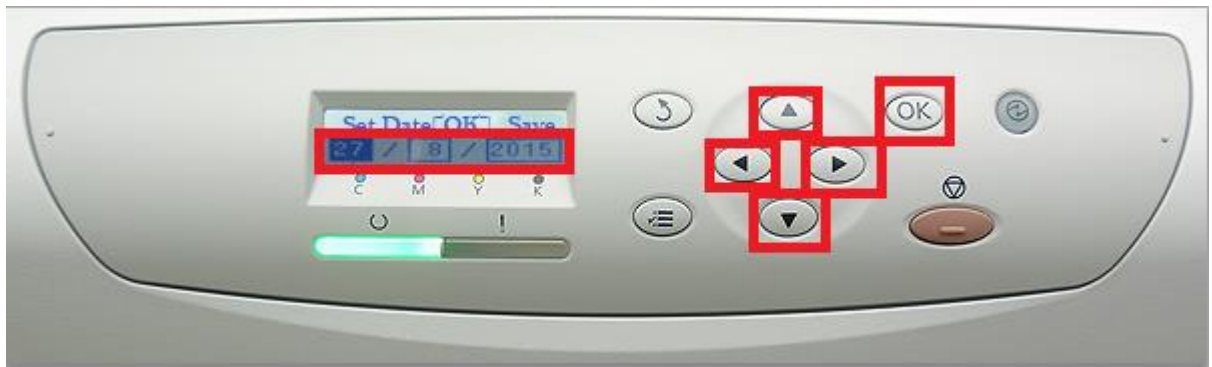 Set Date [OK] Save
27 / 8 / 2015
C M Y K
!
OK